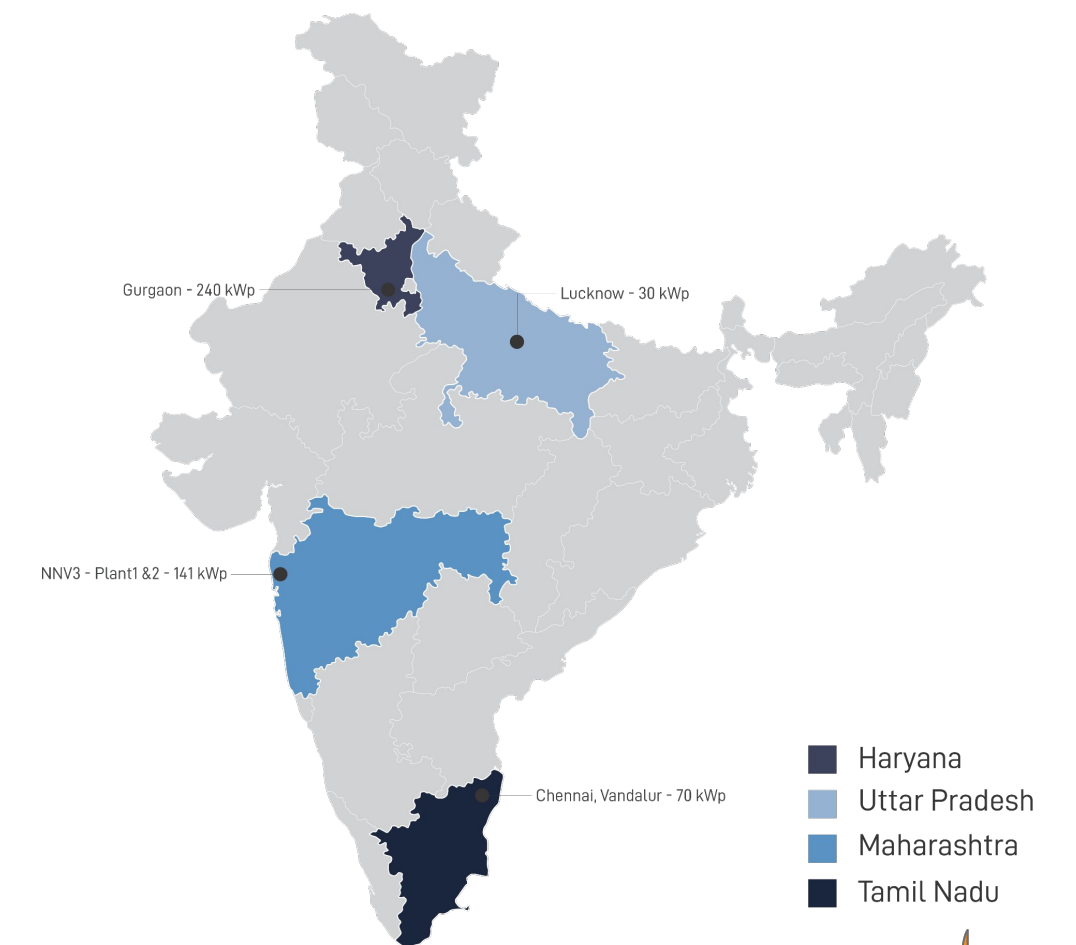 Gurgaon - 240 kWp
Lucknow - 30 kWp
NNV3 - Plant1 &2 - 141 kWp
Chennai, Vandalur - 70 kWp
Haryana
Uttar Pradesh
Maharashtra
Tamil Nadu